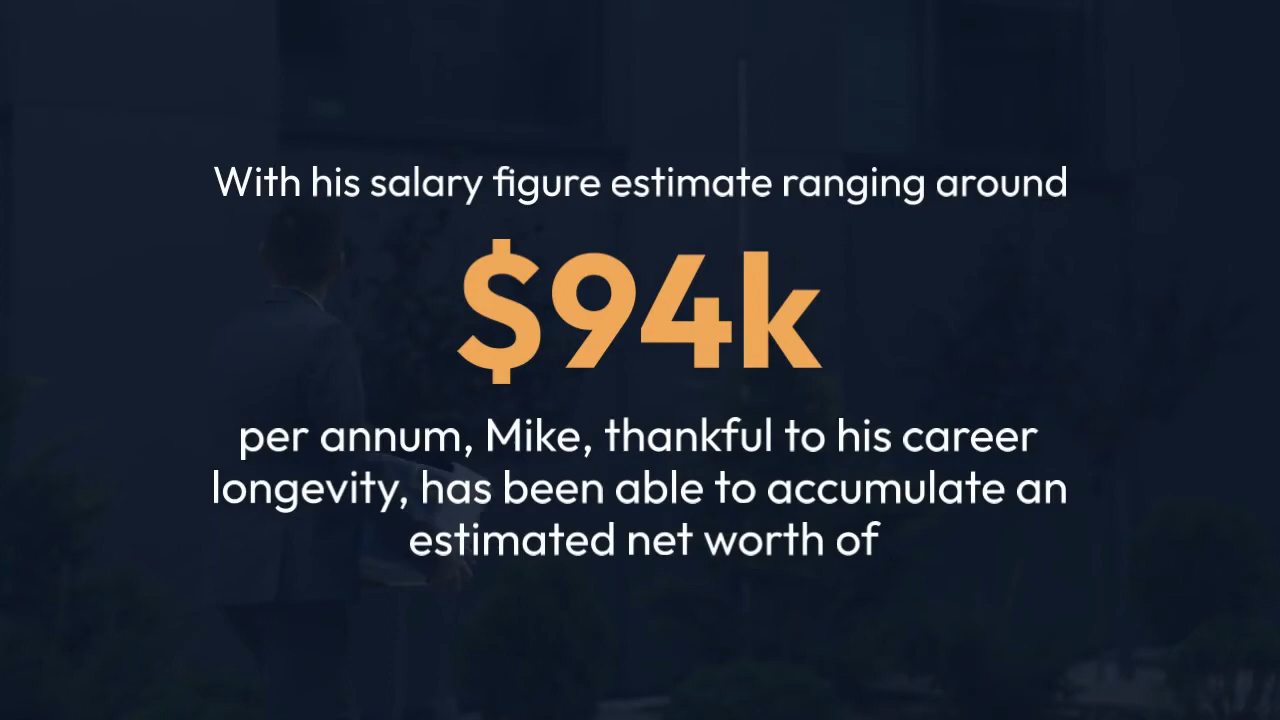 With his salary figure estimate ranging around
$94k
per annum, Mike, thankful to his career
longevity, has been able to accumulate an
estimated net worth of